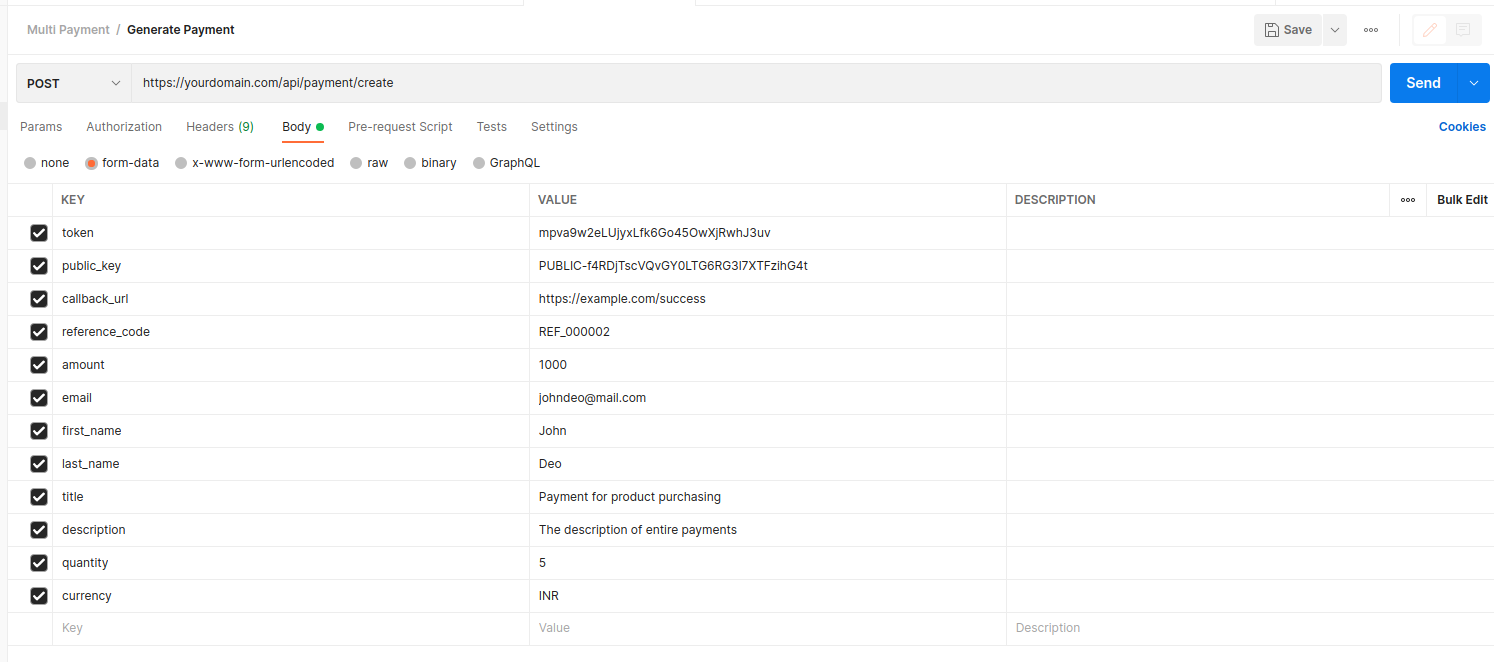 Multi Payment / Generate Payment Save
POST https://yourdomain.com/api/payment/create Send
Params Authorization Headers (9) Body Pre-request Script Tests Settings Cookies
none form-data x-www-form-urlencoded raw binary GraphQL
KEY VALUE DESCRIPTION Bulk Edit
token mpva9w2eLUjyxLfk6Go45OwXjRwhJ3uv
public_key PUBLIC-f4RDjTscVQvGY0LTG6RG3I7XTFzihG4t
callback_url https://example.com/success
reference_code REF_000002
amount 1000
email johndeo@mail.com
first_name John
last_name Deo
title Payment for product purchasing
description The description of entire payments
quantity 5
currency INR
Key Value Description